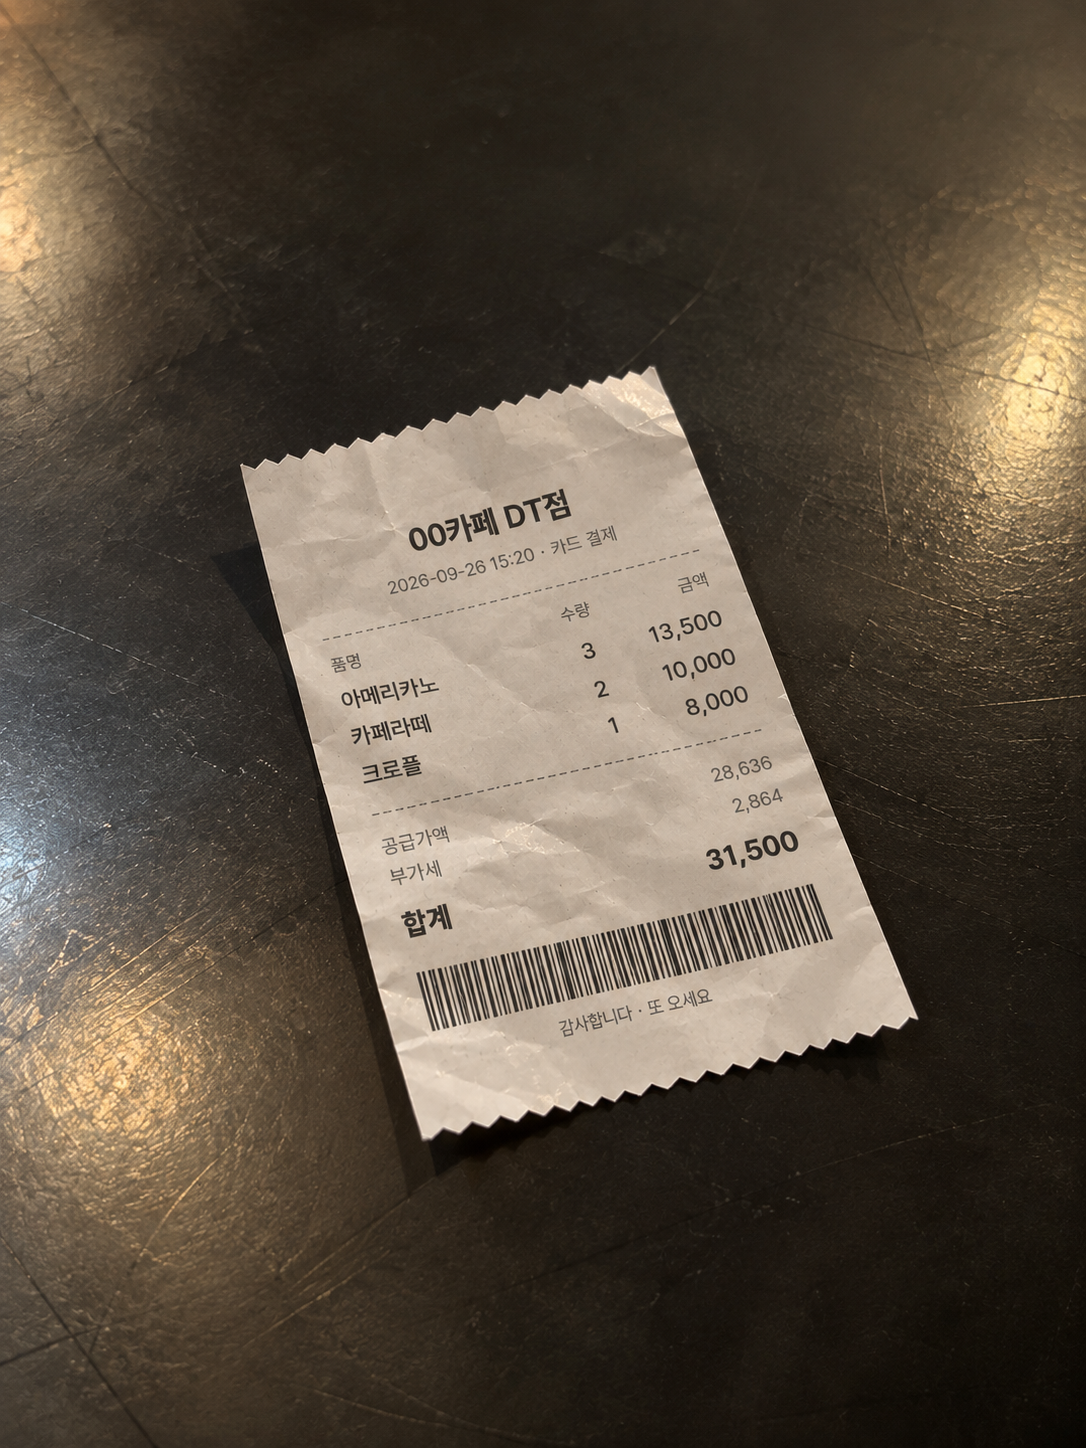 00카페 DT점
2026-09-26 15:20 · 카드 결제
품명 수량 금액
아메리카노 3 13,500
카페라떼 2 10,000
크로플 1 8,000
공급가액 28,636
부가세 2,864
합계 31,500
감사합니다 · 또 오세요